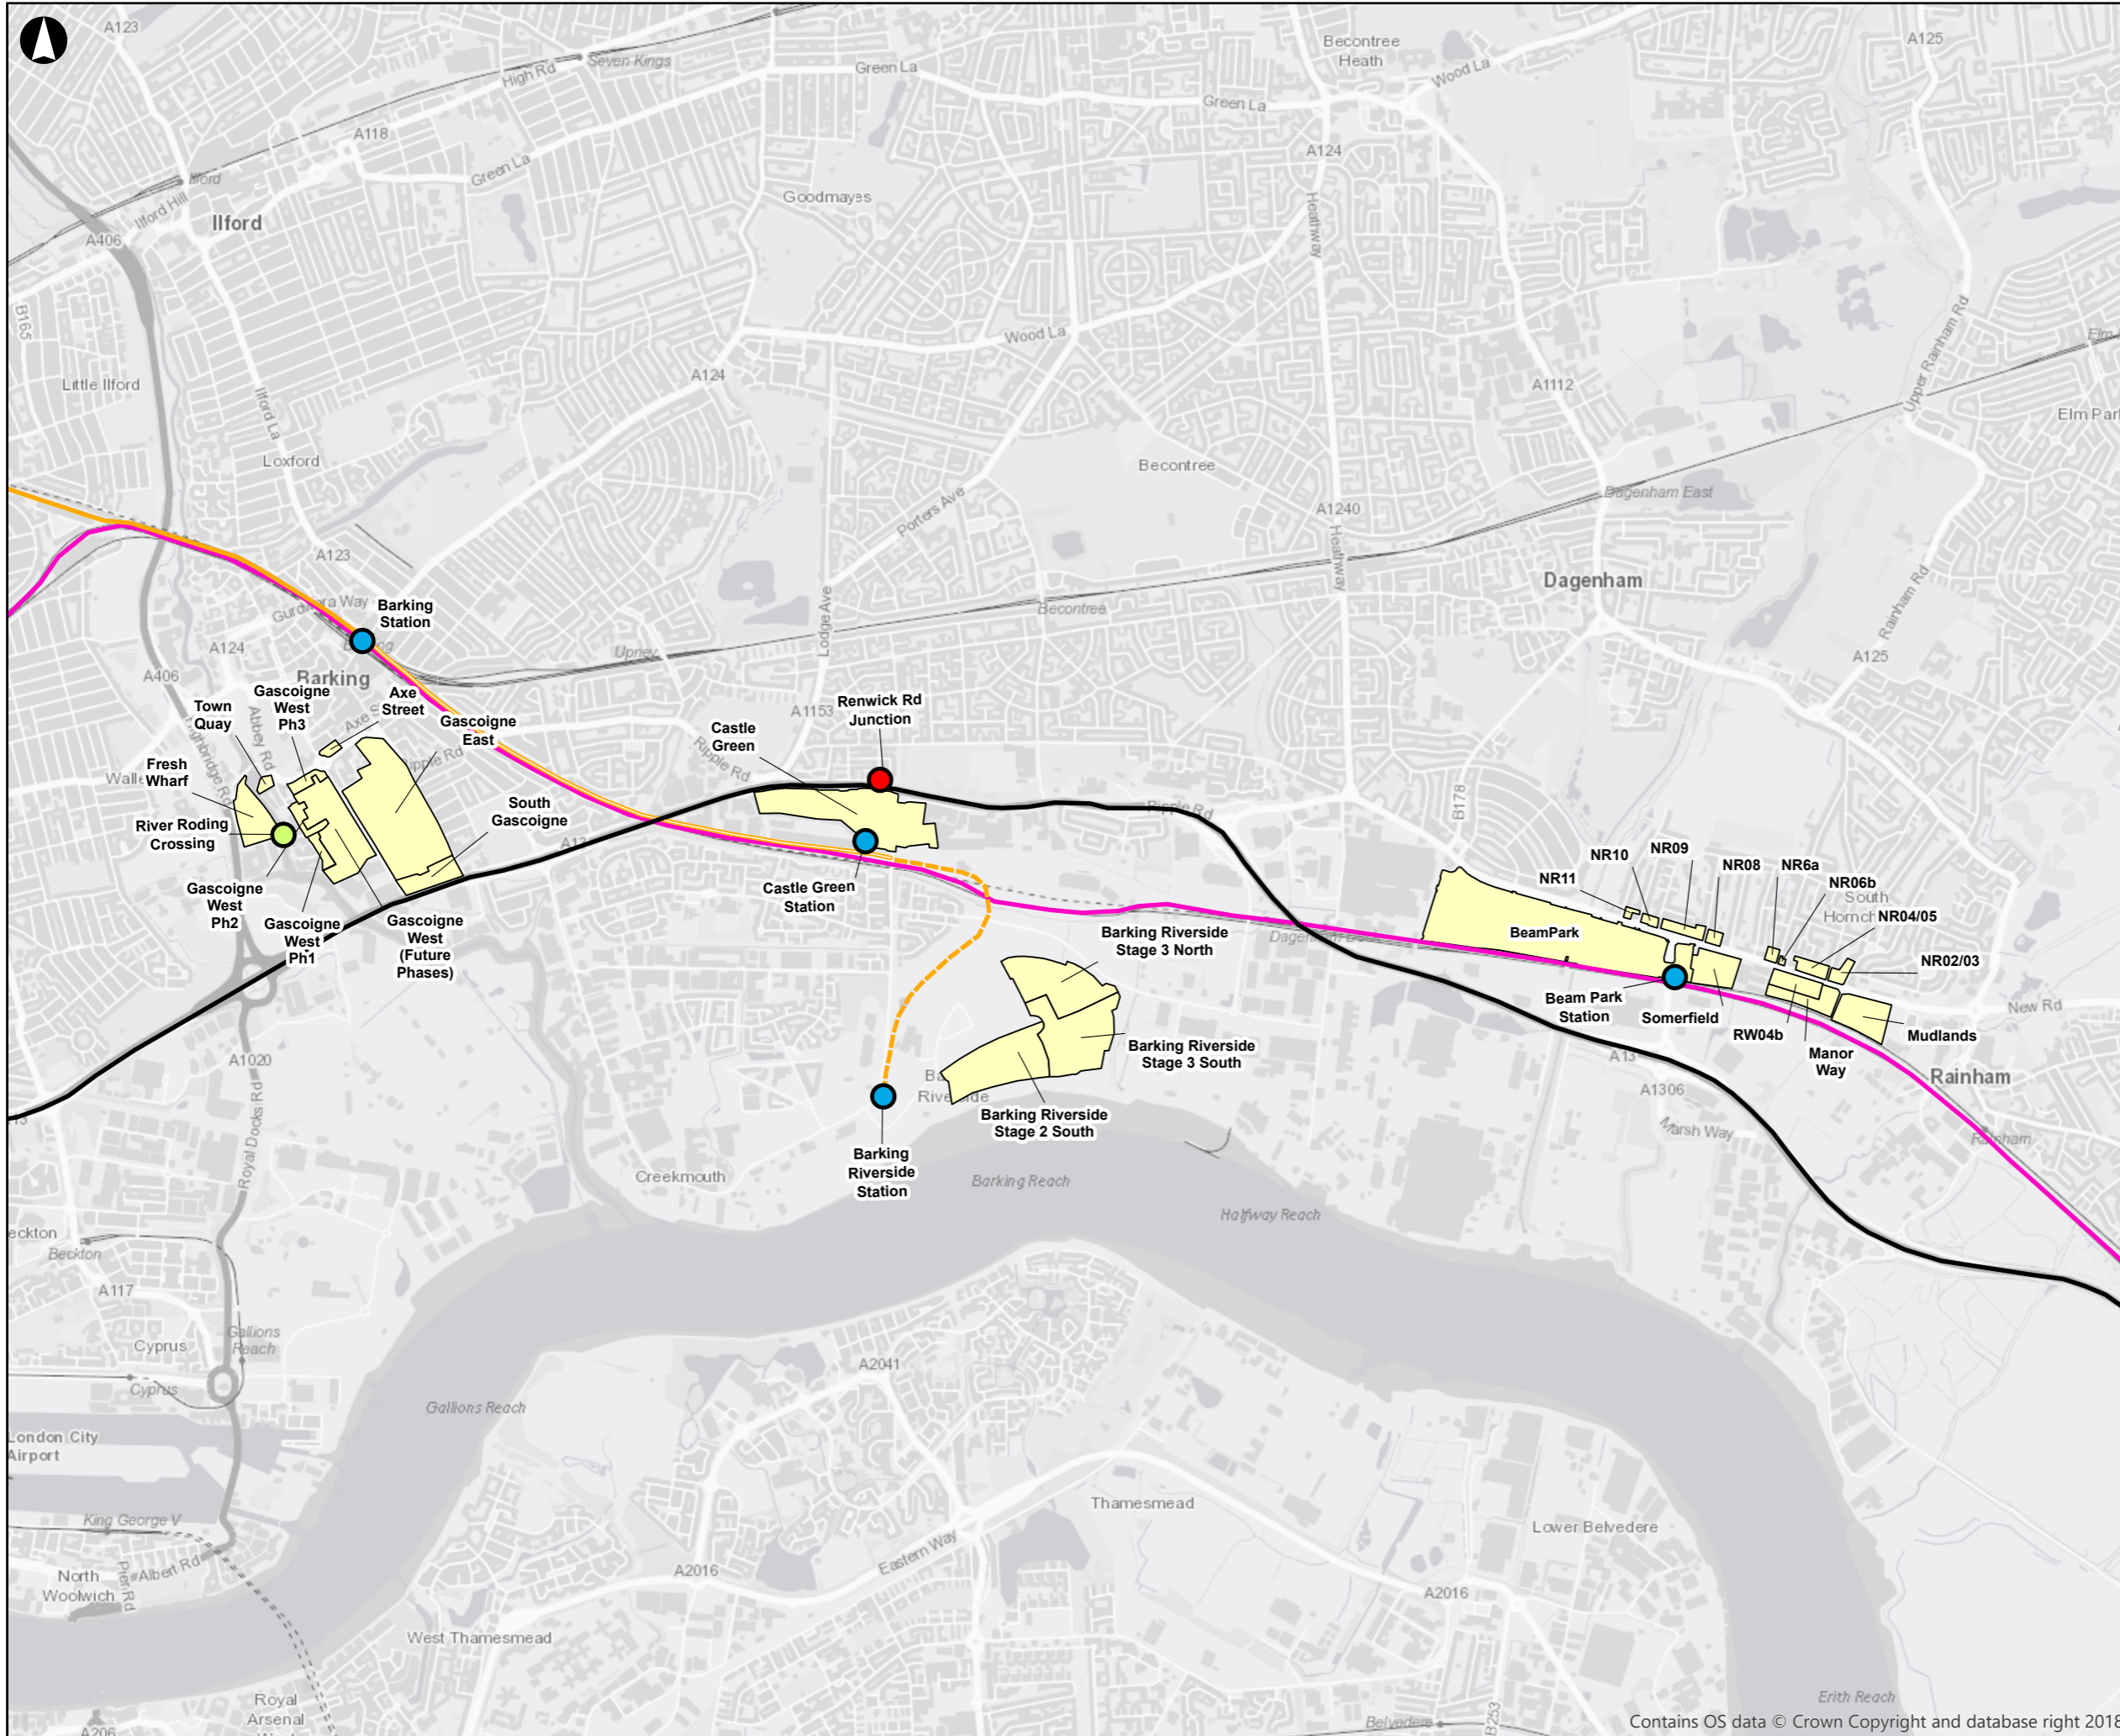 A123
Seven Kings
High Rd
Green La
Becontree
Heath
Wood La
A125
A118
Green La
Green La
A124
Ilford
Ilford Hill
Ilford
A406
Goodmayes
Heathway
B165
Wood La
Upper Rainham Rd
Little Ilford
A124
A1112
Ilford La
Loxford
Becontree
Dagenham East
Porters Ave
A1240
Heathway
A123
Dagenham
Rainham Rd
Gurdwara Way
Barking
Station
Lodge Ave
Becontree
A124
Upney
A125
A406
Barking
Gascoigne
West
Ph3
Axe
Street
Town
Quay
Abbey Rd
Gascoigne
East
A1153
Renwick Rd
Junction
Castle
Green
Ripple Rd
Ripple Rd
Fresh
Wharf
River Roding
Crossing
South
Gascoigne
A13
Ripple Rd
B178
NR10
NR09
NR08
NR6a
NR11
NR06b
South
NR04/05
Gascoigne
West
Ph2
Gascoigne
West
Ph1
Gascoigne
West
(Future
Phases)
Castle Green
Station
Barking Riverside
Stage 3 North
BeamPark
NR02/03
Beam Park
Station
Somerfield
RW04b
Manor
Way
Mudlands
New Rd
A1020
Barking Riverside
Stage 3 South
A13
A1306
Rainham
Marsh Way
Rainham
Royal Docks Rd
Barking Riverside
Stage 2 South
Barking
Riverside
Station
Creekmouth
Barking Reach
Halfway Reach
Beckton
A117
Cyprus
Gallions
Reach
Cyprus
A2041
Gallions Reach
London City
Airport
King George V
Pier Rd
Albert Rd
North
Woolwich
Thamesmead
Eastern Way
Lower Belvedere
A2016
A2016
West Thamesmead
Royal
Arsenal
A206
B253
Belvedere
Erith Reach
Contains OS data © Crown Copyright and database right 2018